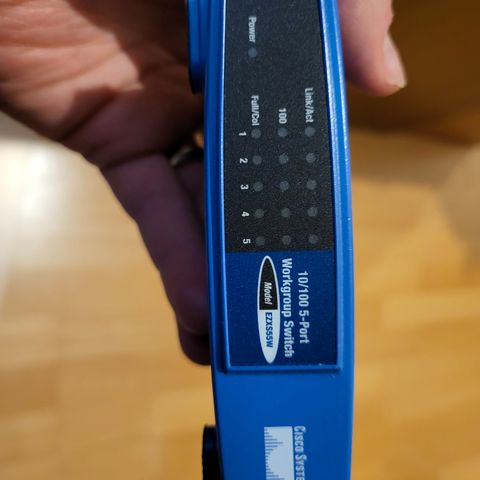 Power
Link/Act
100
Full/Col
1
2
3
4
5
10/100 5-Port
Workgroup Switch
Model EZXS55W
CISCO SYSTE